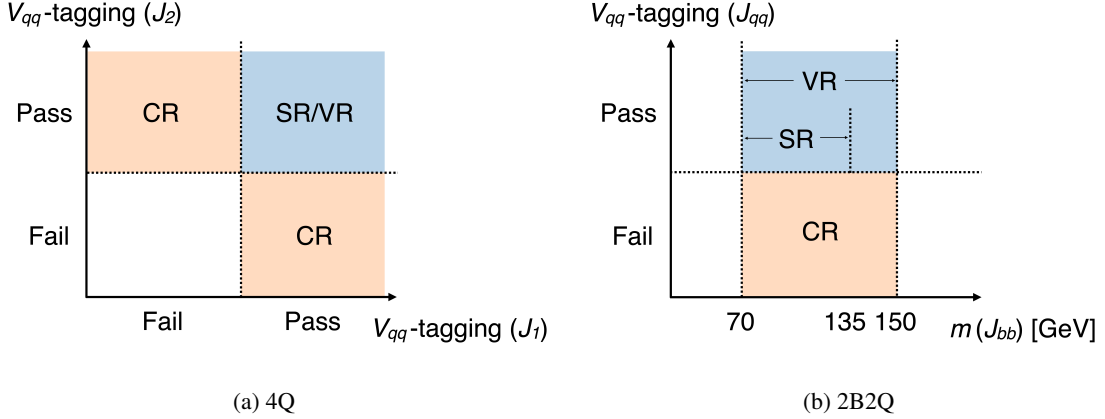 V_qq-tagging (J_2)
Pass
CR
SR/VR
Fail
CR
Fail
Pass
V_qq-tagging (J_1)
(a) 4Q
V_qq-tagging (J_qq)
VR
Pass
SR
Fail
CR
70
135
150
m (J_bb) [GeV]
(b) 2B2Q